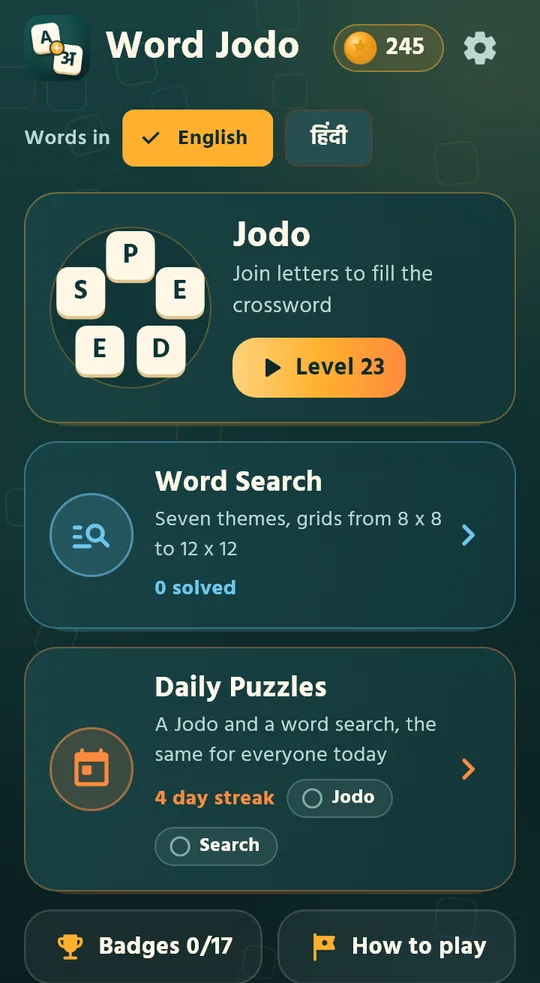 A अ Word Jodo 245
Words in English हिंदी
P
S E
E D
Jodo
Join letters to fill the
crossword
Level 23
Word Search
Seven themes, grids from 8 x 8
to 12 x 12
0 solved
Daily Puzzles
A Jodo and a word search, the
same for everyone today
4 day streak Jodo
Search
Badges 0/17 How to play